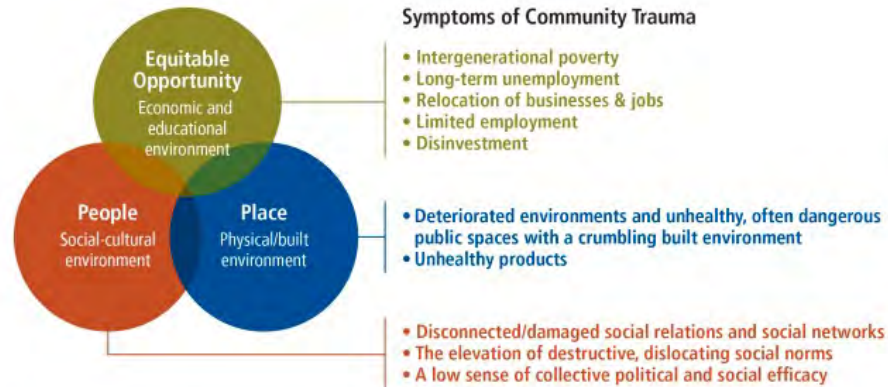 Symptoms of Community Trauma
Equitable
Opportunity
Economic and
educational
environment
• Intergenerational poverty
• Long-term unemployment
• Relocation of businesses & jobs
• Limited employment
• Disinvestment
People
Social-cultural
environment
Place
Physical/built
environment
• Deteriorated environments and unhealthy, often dangerous
public spaces with a crumbling built environment
• Unhealthy products
• Disconnected/damaged social relations and social networks
• The elevation of destructive, dislocating social norms
• A low sense of collective political and social efficacy